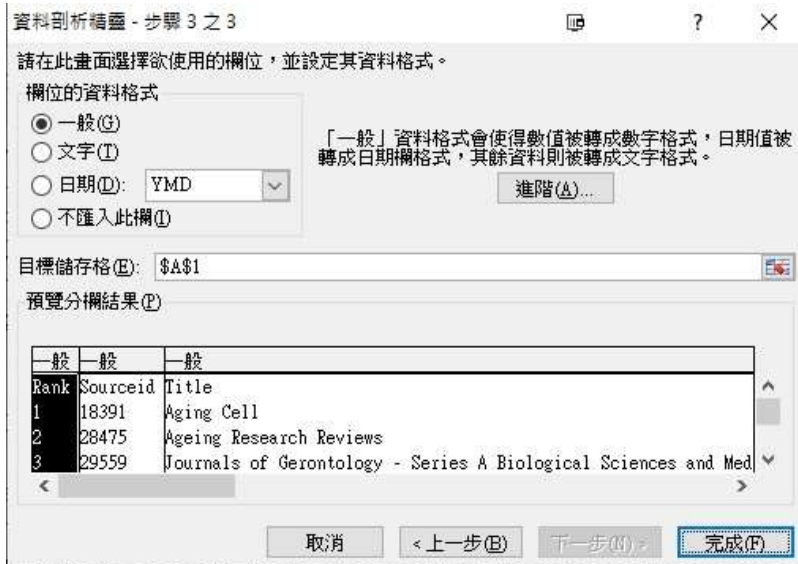 資料剖析精靈 - 步驟 3 之 3
?
請在此畫面選擇欲使用的欄位，並設定其資料格式。
欄位的資料格式
一般(G)
文字(T)
日期(D): YMD
不匯入此欄(I)
「一般」資料格式會使得數值被轉成數字格式，日期值被
轉成日期欄格式，其餘資料則被轉成文字格式。
進階(A)...
目標儲存格(E): $A$1
預覽分欄結果(P)
一般 一般 一般
Rank Sourceid Title
1 18391 Aging Cell
2 28475 Ageing Research Reviews
3 29559 Journals of Gerontology - Series A Biological Sciences and Med
取消 <上一步(B) 下一步(N)> 完成(F)